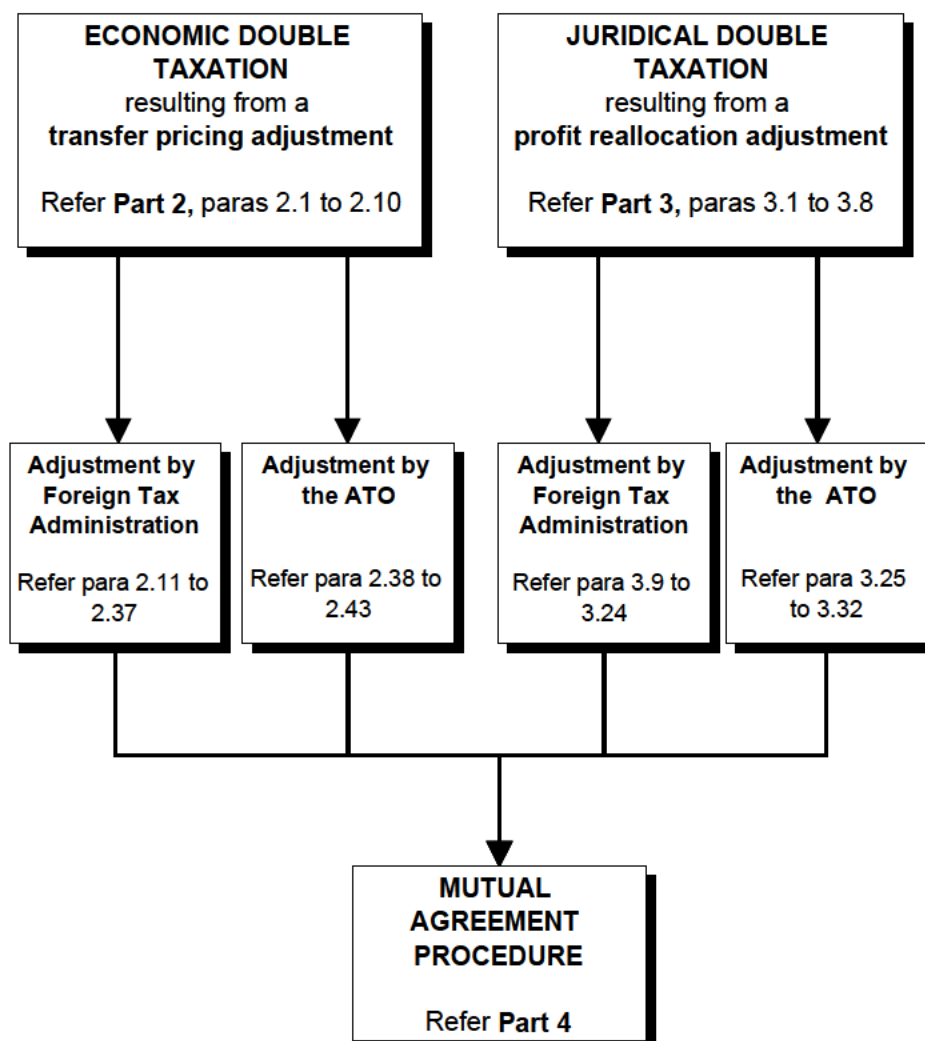 ECONOMIC DOUBLE
TAXATION
resulting from a
transfer pricing adjustment
Refer Part 2, paras 2.1 to 2.10
JURIDICAL DOUBLE
TAXATION
resulting from a
profit reallocation adjustment
Refer Part 3, paras 3.1 to 3.8
Adjustment by
Foreign Tax
Administration
Refer para 2.11 to
2.37
Adjustment by
the ATO
Refer para 2.38 to
2.43
Adjustment by
Foreign Tax
Administration
Refer para 3.9 to
3.24
Adjustment by
the ATO
Refer para 3.25
to 3.32
MUTUAL
AGREEMENT
PROCEDURE
Refer Part 4